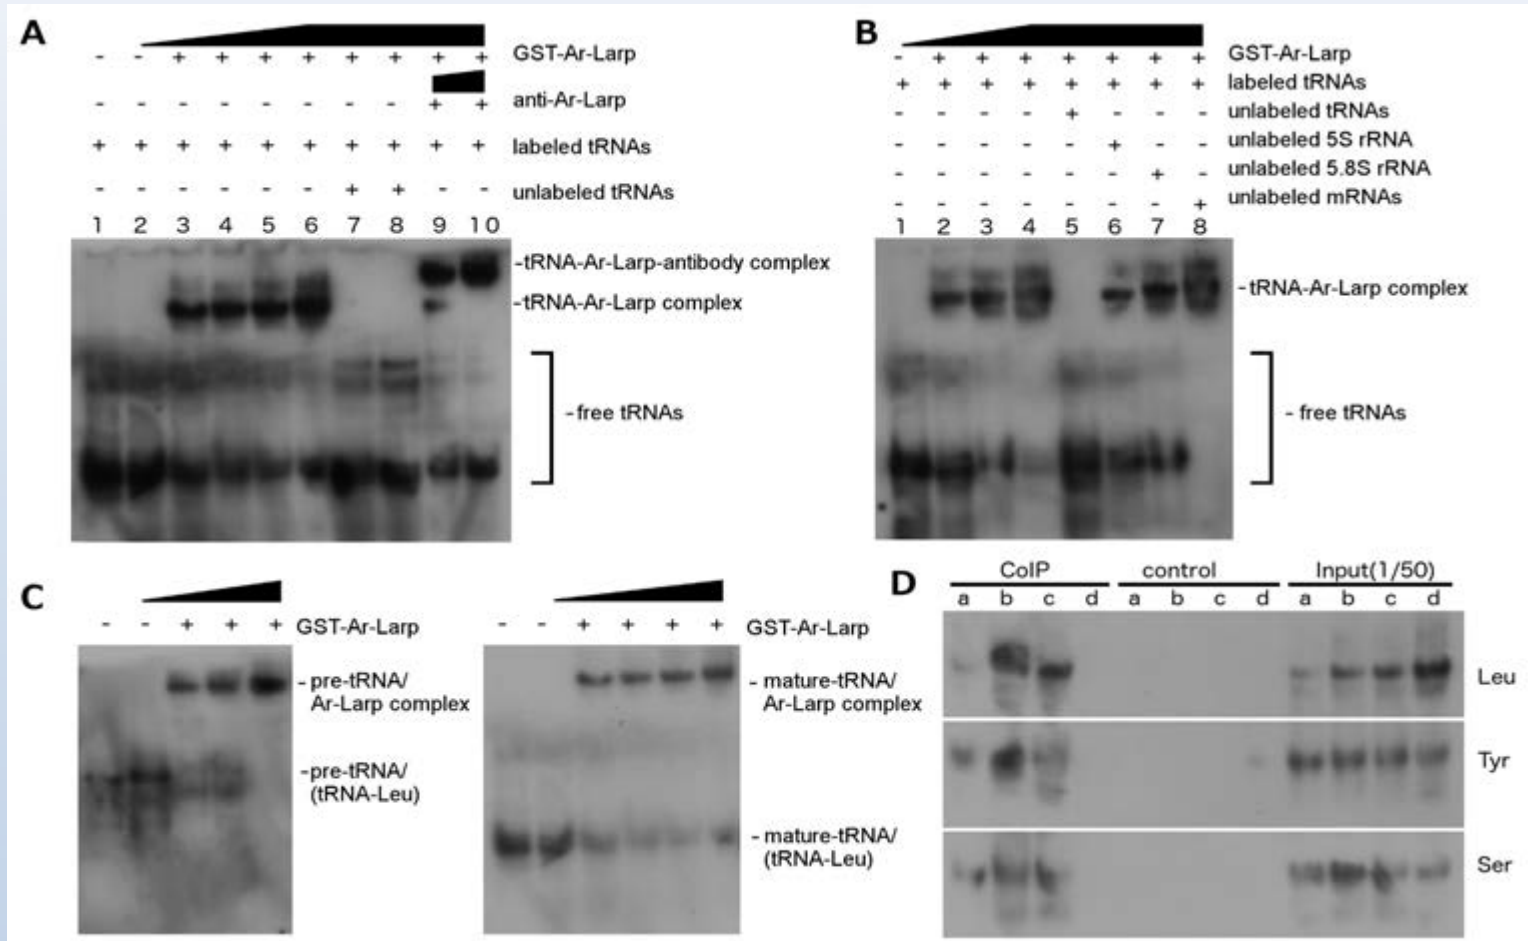 A
- - + + + + + + + + GST-Ar-Larp
- - - - - - - - + + anti-Ar-Larp
+ + + + + + + + + + labeled tRNAs
- - - - - - + + - - unlabeled tRNAs
1 2 3 4 5 6 7 8 9 10
-tRNA-Ar-Larp-antibody complex
-tRNA-Ar-Larp complex
- free tRNAs
B
- + + + + + + + GST-Ar-Larp
+ + + + + + + + labeled tRNAs
- - - - + - - - unlabeled tRNAs
- - - - - + - - unlabeled 5S rRNA
- - - - - - + - unlabeled 5.8S rRNA
- - - - - - - + unlabeled mRNAs
1 2 3 4 5 6 7 8
-tRNA-Ar-Larp complex
- free tRNAs
C
- - + + + GST-Ar-Larp
- pre-tRNA/
Ar-Larp complex
-pre-tRNA/
(tRNA-Leu)
- - + + + + GST-Ar-Larp
- mature-tRNA/
Ar-Larp complex
- mature-tRNA/
(tRNA-Leu)
D
CoIP control Input(1/50)
a b c d a b c d a b c d
Leu
Tyr
Ser